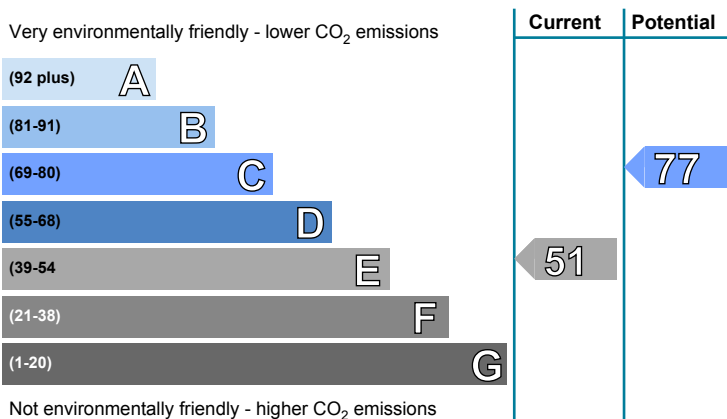 Current Potential
Very environmentally friendly - lower CO2 emissions
(92 plus) A
(81-91) B
(69-80) C
77
(55-68) D
(39-54 E
51
(21-38) F
(1-20) G
Not environmentally friendly - higher CO2 emissions